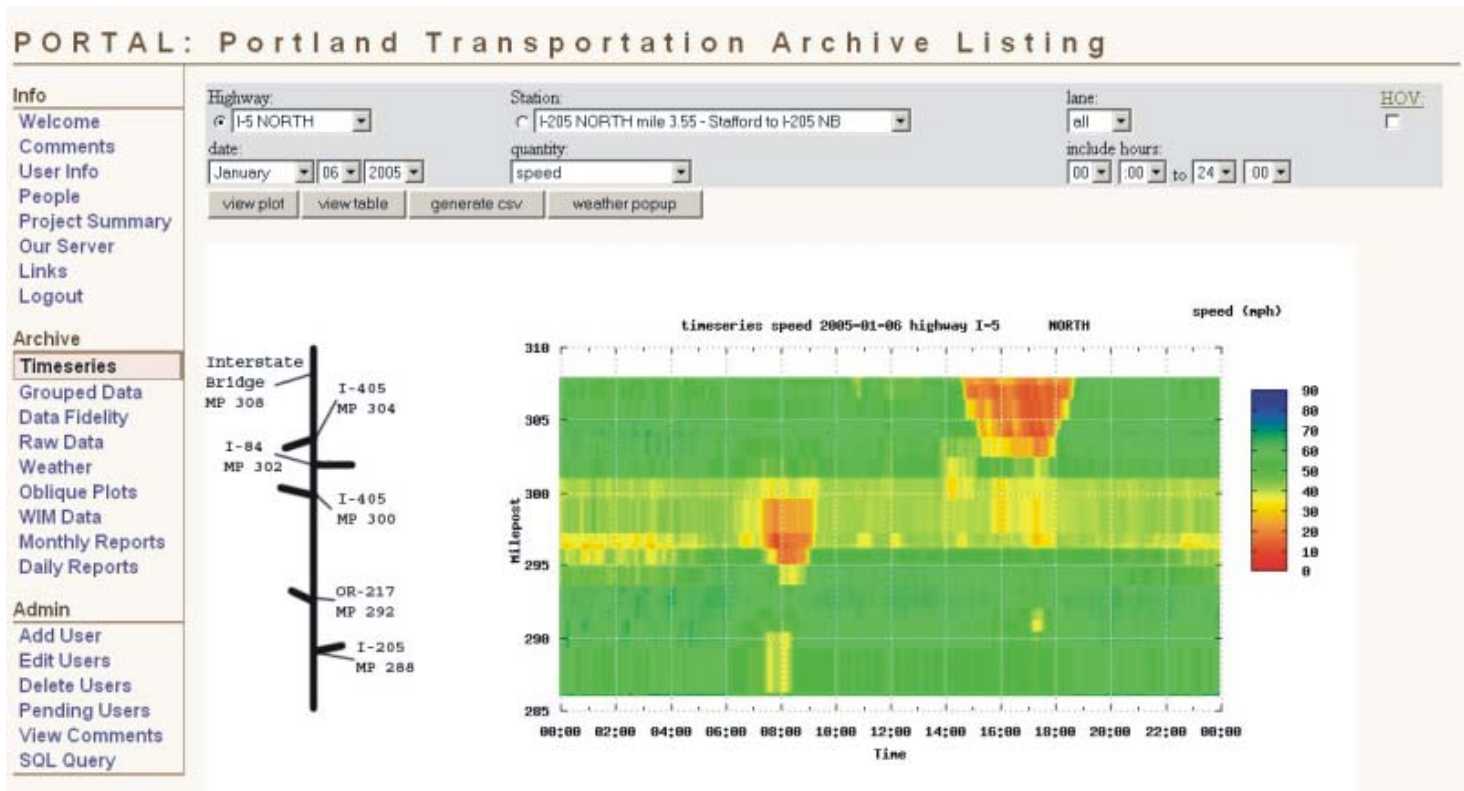 PORTAL: Portland Transportation Archive Listing
Info
Welcome
Comments
User Info
People
Project Summary
Our Server
Links
Logout
Archive
Timeseries
Grouped Data
Data Fidelity
Raw Data
Weather
Oblique Plots
WIM Data
Monthly Reports
Daily Reports
Admin
Add User
Edit Users
Delete Users
Pending Users
View Comments
SQL Query
Highway:
I-5 NORTH
Station:
I-205 NORTH mile 3.55 - Stafford to I-205 NB
lane:
all
HOV:
date:
January 06 2005
quantity:
speed
include hours:
00 :00 to 24 :00
view plot
view table
generate csv
weather popup
Interstate
Bridge
MP 308
I-405
MP 304
I-84
MP 302
I-405
MP 300
OR-217
MP 292
I-205
MP 288
timeseries speed 2005-01-06 highway I-5 NORTH
speed (mph)
310
305
300
295
290
285
Milepost
00:00 02:00 04:00 06:00 08:00 10:00 12:00 14:00 16:00 18:00 20:00 22:00 00:00
Time
90
80
70
60
50
40
30
20
10
0